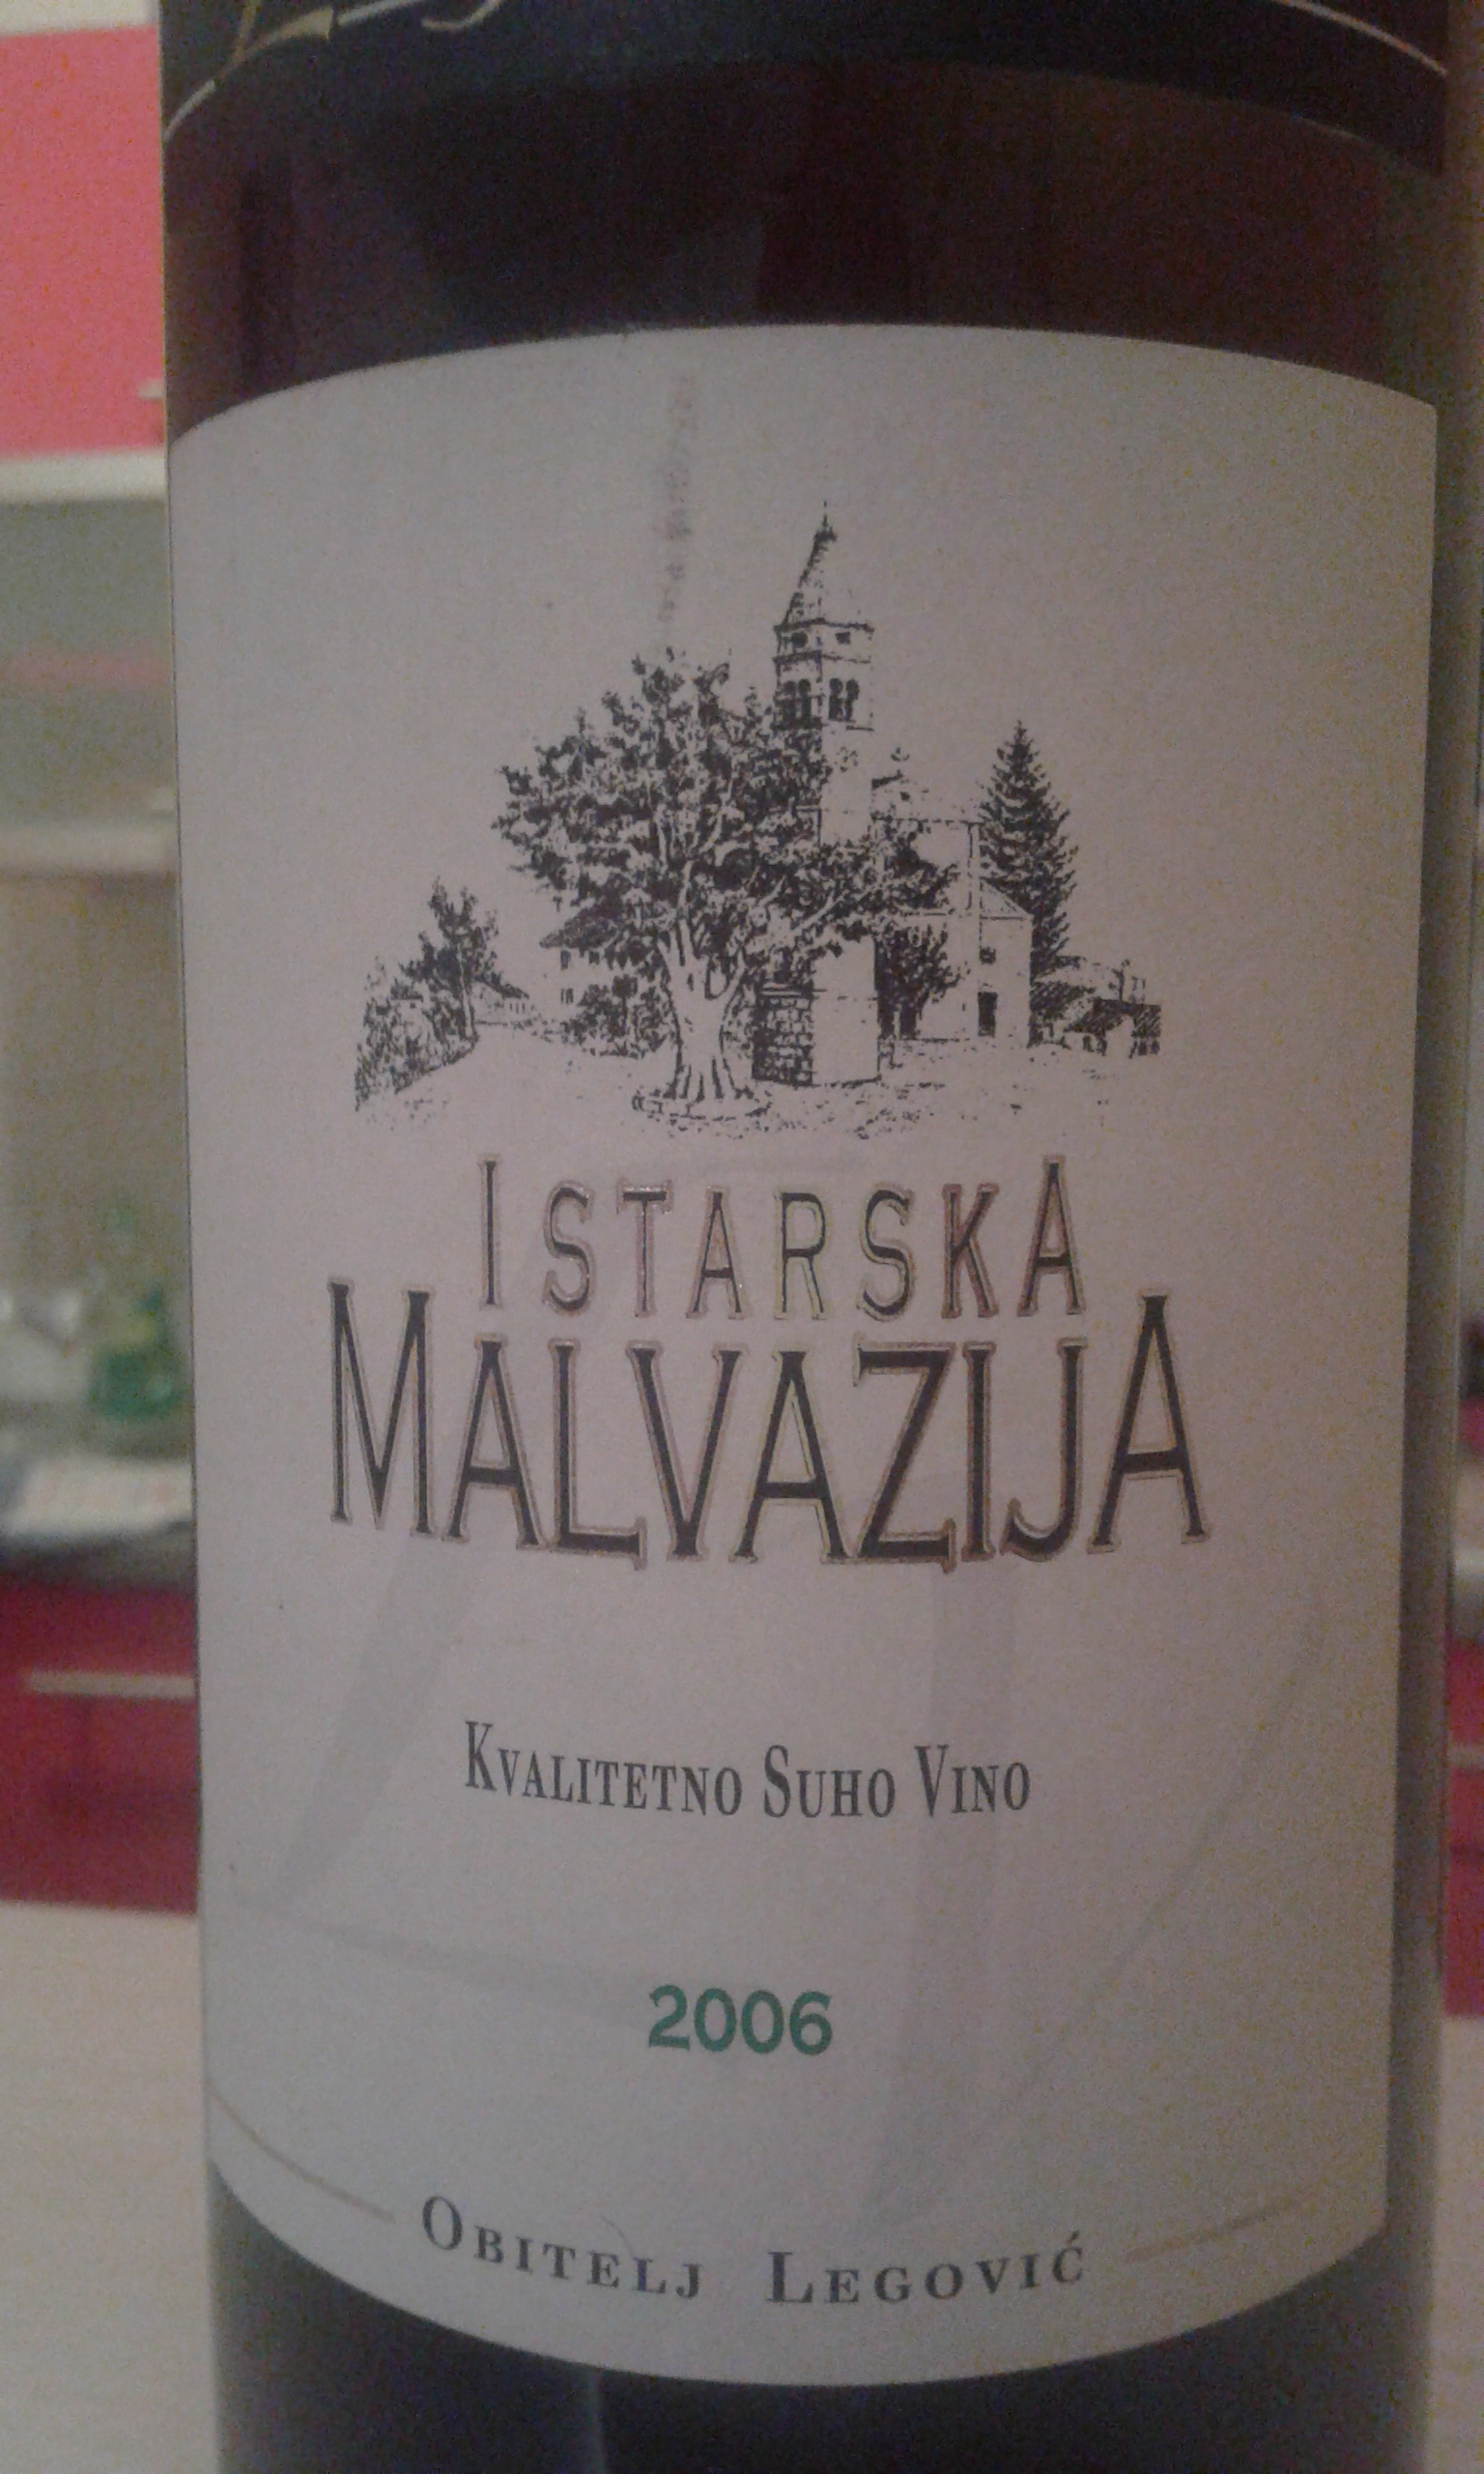 ISTARSKA
MALVAZIJA
KVALITETNO SUHO VINO
2006
OBITELJ LEGOVIĆ